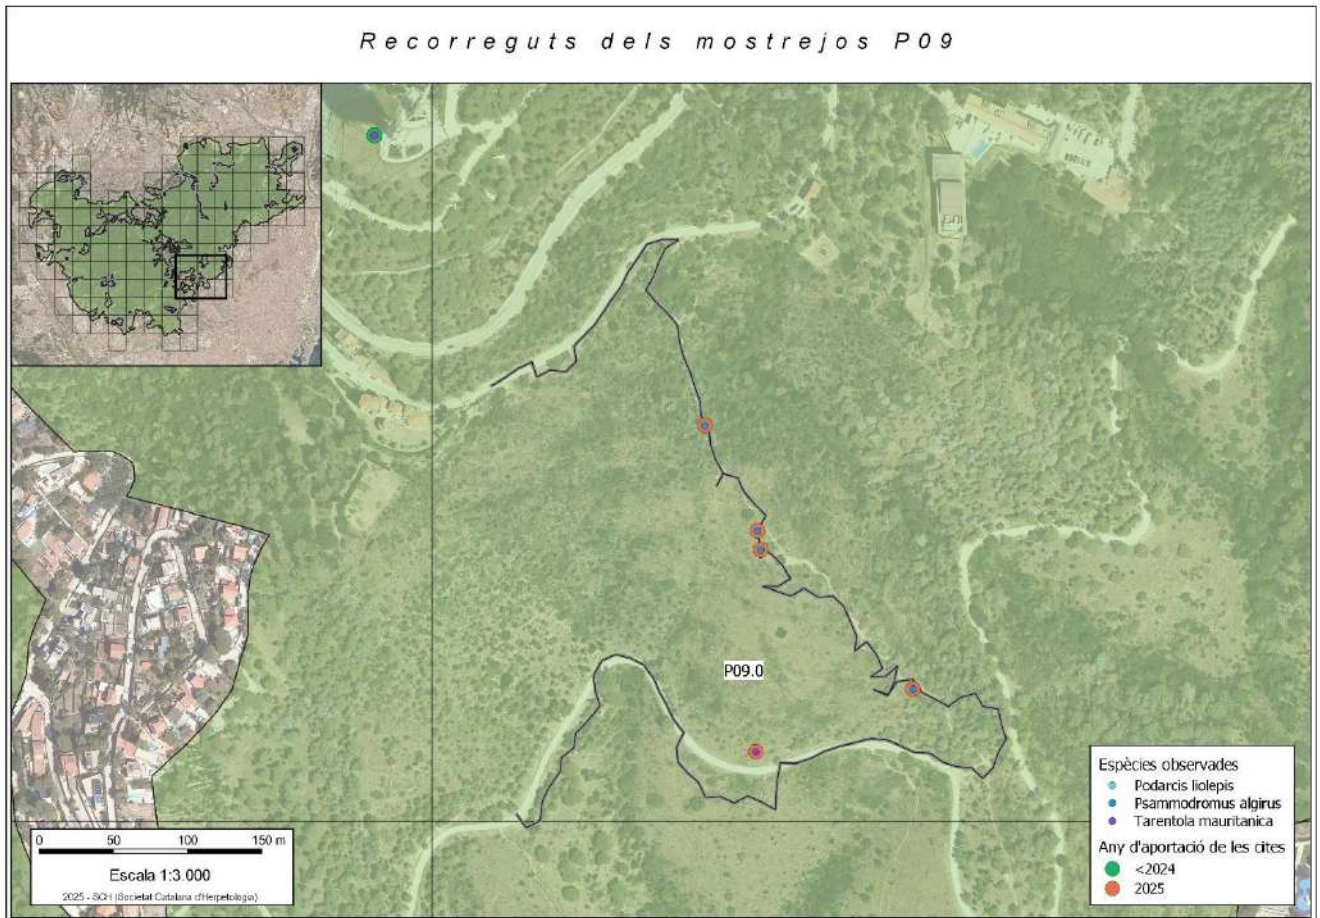 Recorreguts dels mostrejos P09
P09.0
Espècies observades
Podarcis liolepis
Psammodromus algirus
Tarentola mauritanica
Any d'aportació de les cites
<2024
2025
0 50 100 150 m
Escala 1:3.000
2025 - SCH (Societat Catalana d'Herpetologia)